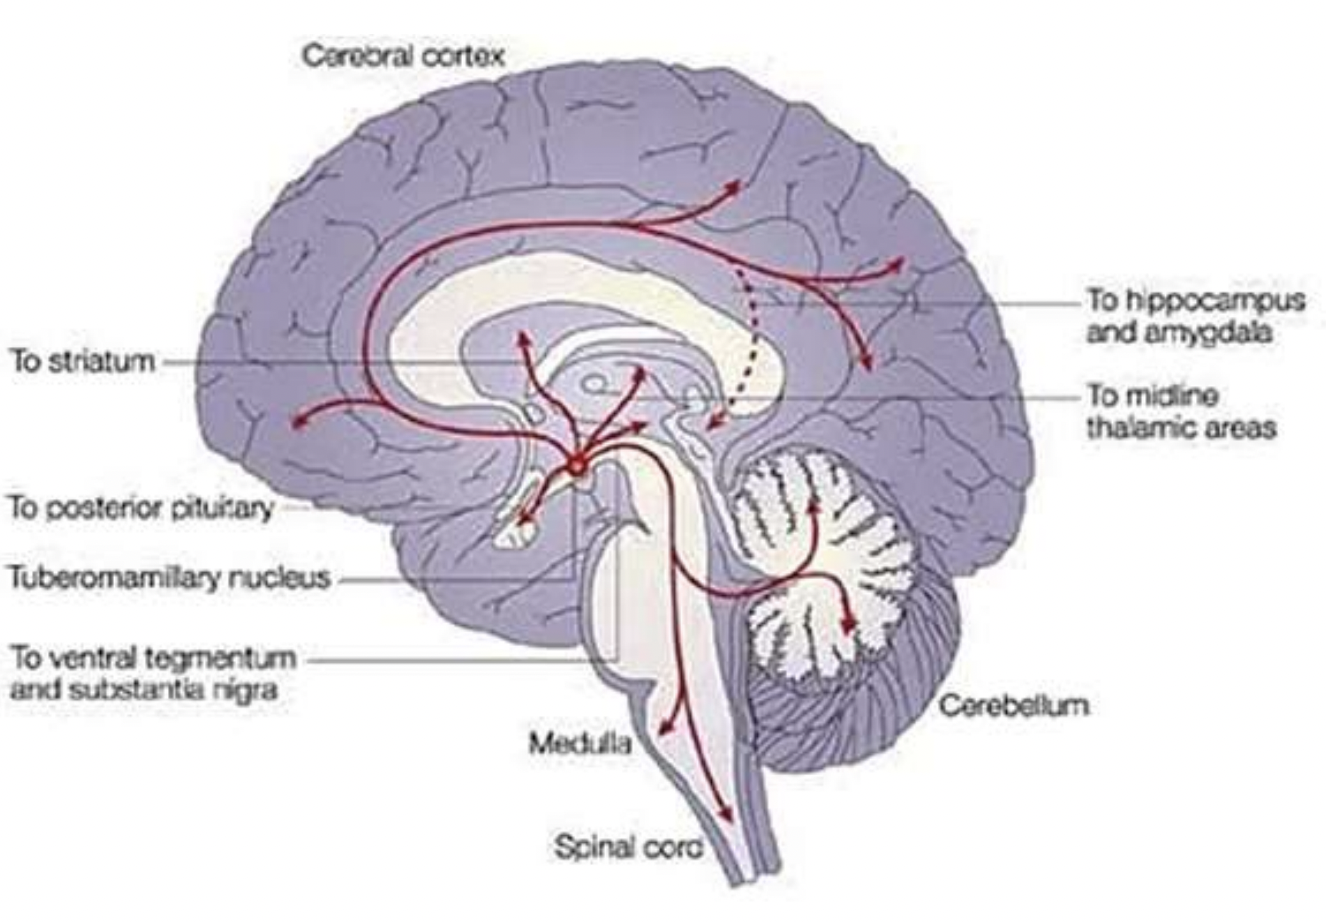 Cerebral cortex
To striatum
To posterior pituitary
Tuberomamillary nucleus
To ventral tegmentum
and substantia nigra
Medulla
Spinal cord
To hippocampus
and amygdala
To midline
thalamic areas
Cerebellum